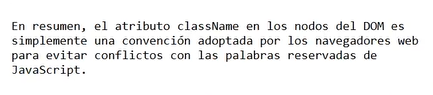 En resumen, el atributo className en los nodos del DOM es
simplemente una convención adoptada por los navegadores web
para evitar conflictos con las palabras reservadas de
JavaScript.